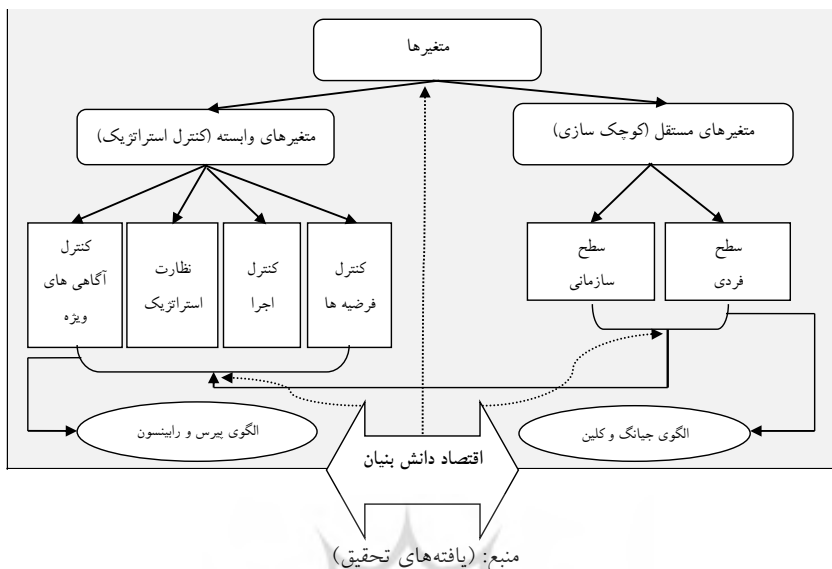 متغیرها
متغیرهای مستقل (کوچک سازی)
متغیرهای وابسته (کنترل استراتژیک)
سطح
فردی
سطح
سازمانی
کنترل
فرضیه ها
کنترل
اجرا
نظارت
استراتژیک
کنترل
آگاهی های
ویژه
الگوی جیانگ و کلین
الگوی پیرس و رابینسون
اقتصاد دانش بنیان
منبع: (یافته‌های تحقیق)